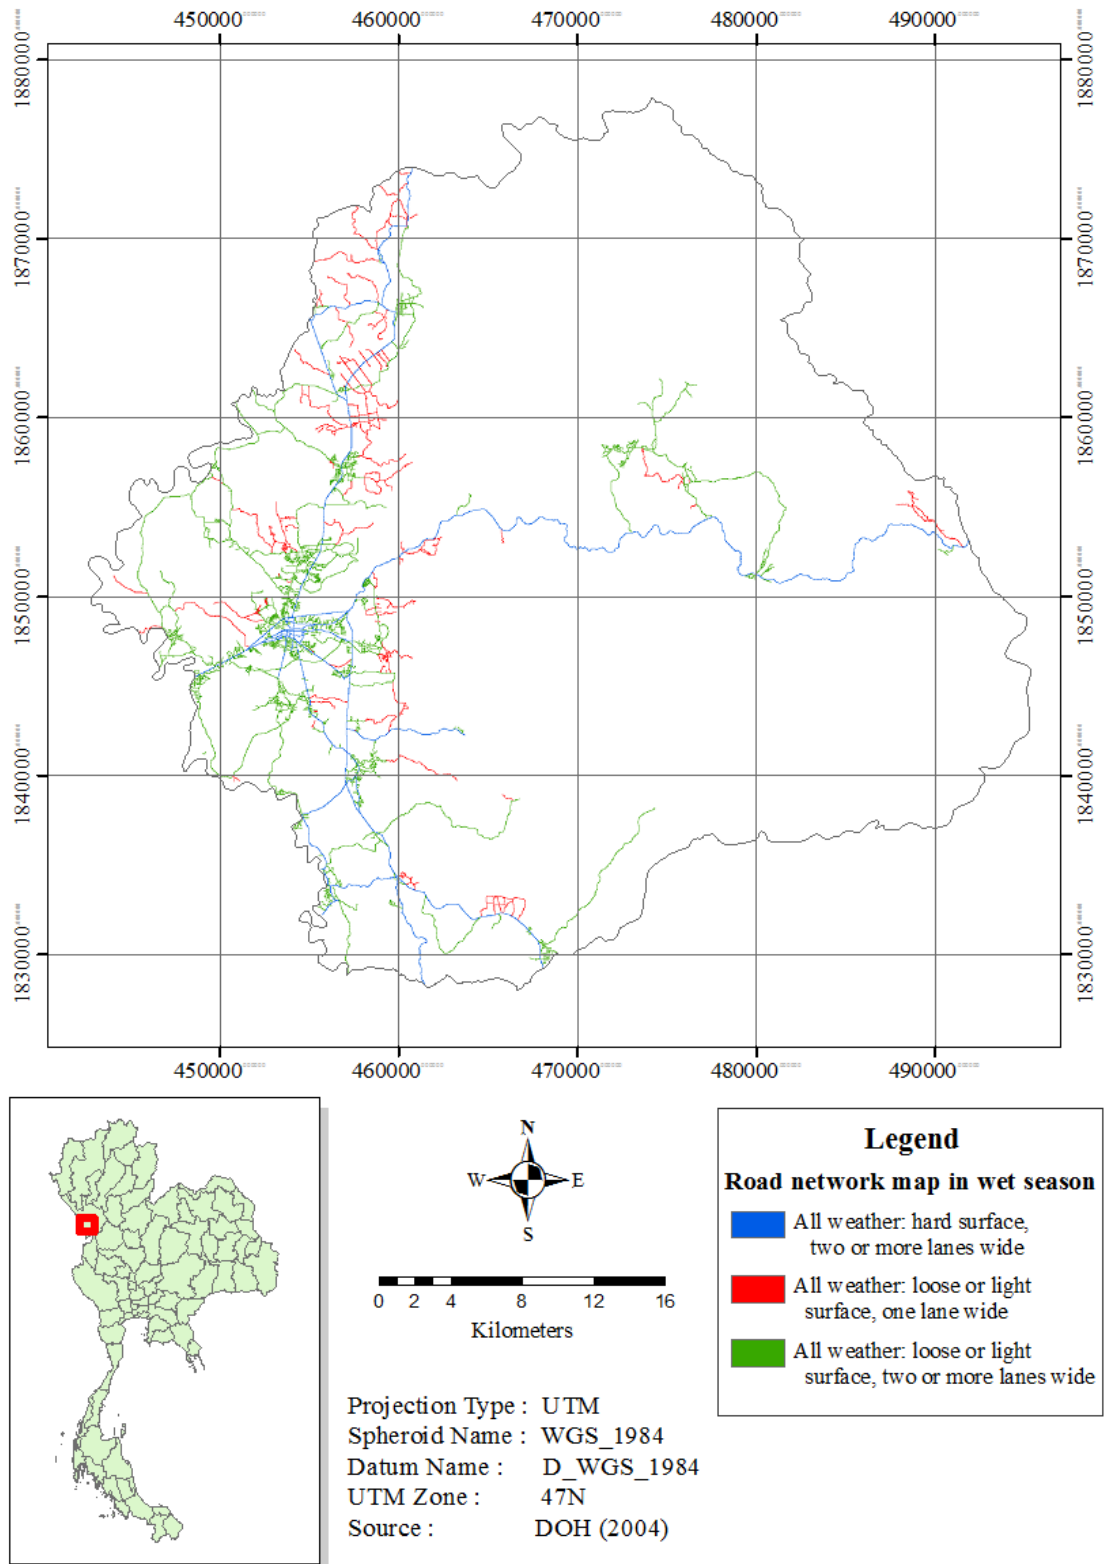 450000 460000 470000 480000 490000
1880000 1880000
1870000 1870000
1860000 1860000
1850000 1850000
1840000 1840000
1830000 1830000
450000 460000 470000 480000 490000
N
W E
S
0 2 4 8 12 16
Kilometers
Projection Type : UTM
Spheroid Name : WGS_1984
Datum Name : D_WGS_1984
UTM Zone : 47N
Source : DOH (2004)
Legend
Road network map in wet season
All weather: hard surface,
two or more lanes wide
All weather: loose or light
surface, one lane wide
All weather: loose or light
surface, two or more lanes wide